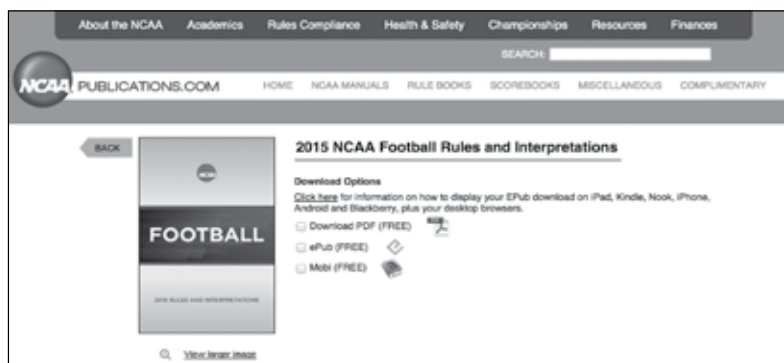 About the NCAA Academics Rules Compliance Health & Safety Championships Resources Finances
SEARCH:
NCAA PUBLICATIONS.COM HOME NCAA MANUALS RULE BOOKS SCOREBOOKS MISCELLANEOUS COMPLIMENTARY
BACK
2015 NCAA Football Rules and Interpretations
Download Options
Click here for information on how to display your EPub download on iPad, Kindle, Nook, iPhone,
Android and Blackberry, plus your desktop browsers.
Download PDF (FREE)
ePub (FREE)
Mobi (FREE)
FOOTBALL
2015 RULES AND INTERPRETATIONS
View larger image